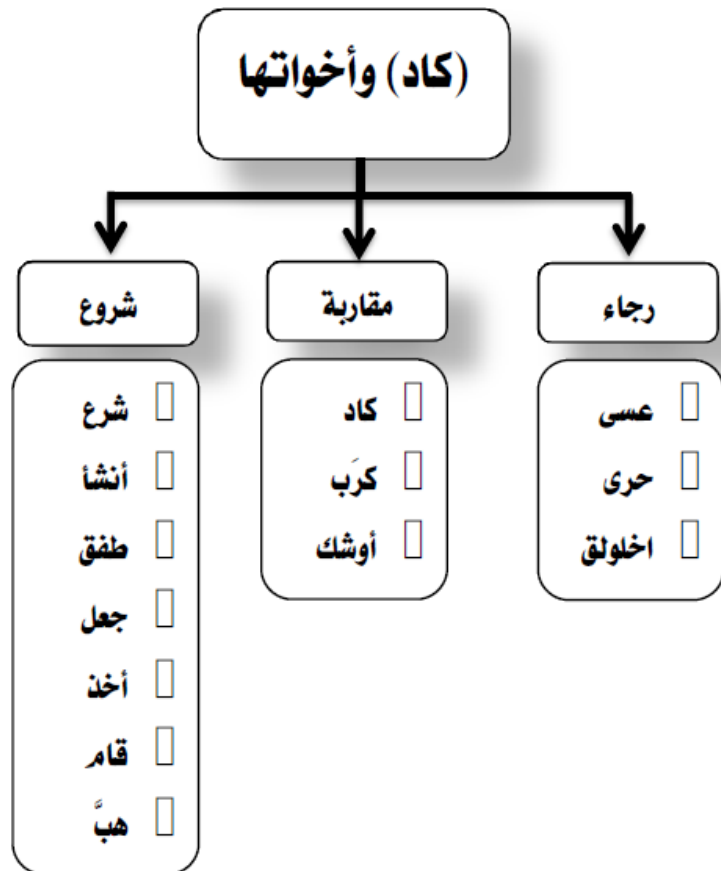 (كاد) وأخواتها
رجاء
عسى
حرى
اخلولق
مقاربة
كاد
كرَب
أوشك
شروع
شرع
أنشأ
طفق
جعل
أخذ
قام
هبَّ